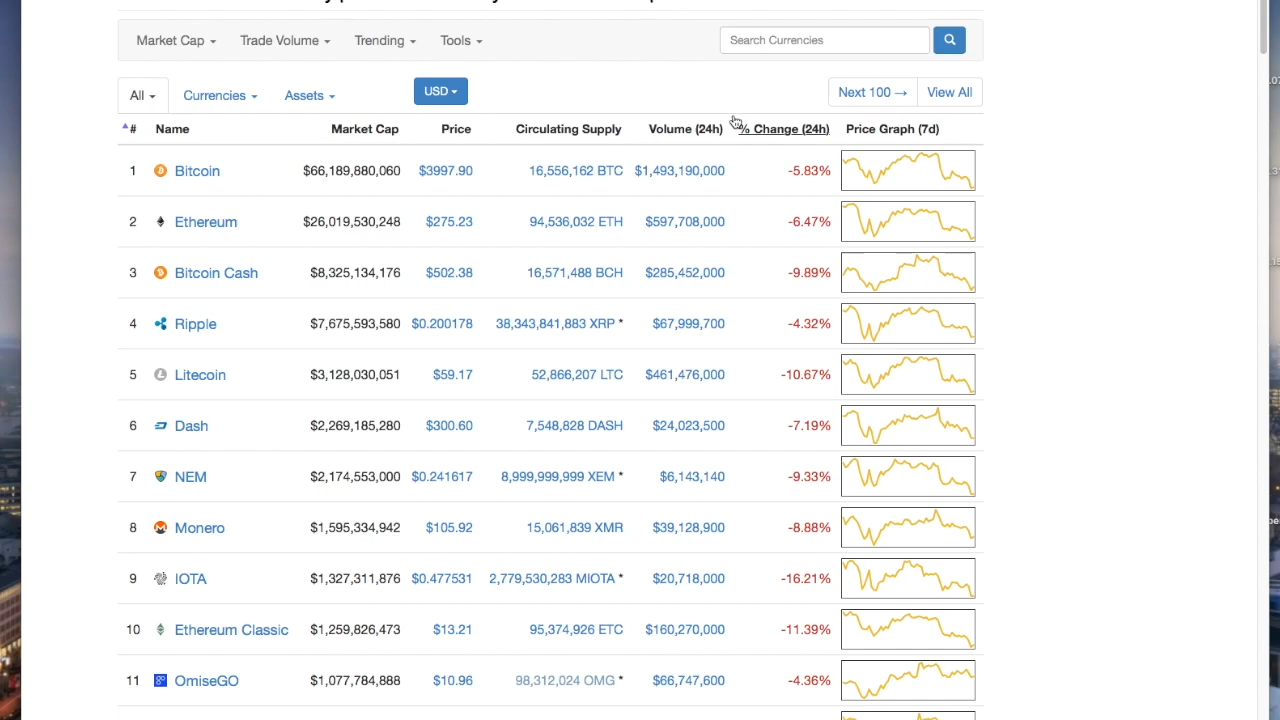 Market Cap Trade Volume Trending Tools Search Currencies
All Currencies Assets USD Next 100 → View All
# Name Market Cap Price Circulating Supply Volume (24h) % Change (24h) Price Graph (7d)
1 Bitcoin $66,189,880,060 $3997.90 16,556,162 BTC $1,493,190,000 -5.83%
2 Ethereum $26,019,530,248 $275.23 94,536,032 ETH $597,708,000 -6.47%
3 Bitcoin Cash $8,325,134,176 $502.38 16,571,488 BCH $285,452,000 -9.89%
4 Ripple $7,675,593,580 $0.200178 38,343,841,883 XRP * $67,999,700 -4.32%
5 Litecoin $3,128,030,051 $59.17 52,866,207 LTC $461,476,000 -10.67%
6 Dash $2,269,185,280 $300.60 7,548,828 DASH $24,023,500 -7.19%
7 NEM $2,174,553,000 $0.241617 8,999,999,999 XEM * $6,143,140 -9.33%
8 Monero $1,595,334,942 $105.92 15,061,839 XMR $39,128,900 -8.88%
9 IOTA $1,327,311,876 $0.477531 2,779,530,283 MIOTA * $20,718,000 -16.21%
10 Ethereum Classic $1,259,826,473 $13.21 95,374,926 ETC $160,270,000 -11.39%
11 OmiseGO $1,077,784,888 $10.96 98,312,024 OMG * $66,747,600 -4.36%